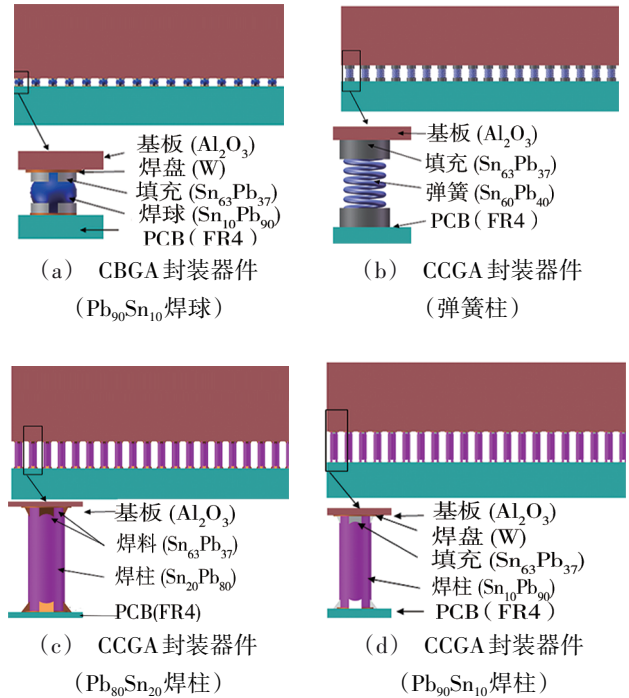 基板 (Al₂O₃)
焊盘 (W)
填充 (Sn₆₃Pb₃₇)
焊球 (Sn₁₀Pb₉₀)
PCB ( FR4 )
(a) CBGA 封装器件
(Pb₉₀Sn₁₀ 焊球)
基板 (Al₂O₃)
填充 (Sn₆₃Pb₃₇)
弹簧 (Sn₆₀Pb₄₀)
PCB ( FR4 )
(b) CCGA 封装器件
(弹簧柱)
基板 (Al₂O₃)
焊料 (Sn₆₃Pb₃₇)
焊柱 (Sn₂₀Pb₈₀)
PCB(FR4)
(c) CCGA 封装器件
(Pb₈₀Sn₂₀ 焊柱)
基板 (Al₂O₃)
焊盘 (W)
填充 (Sn₆₃Pb₃₇)
焊柱 (Sn₁₀Pb₉₀)
PCB ( FR4 )
(d) CCGA 封装器件
(Pb₉₀Sn₁₀ 焊柱)